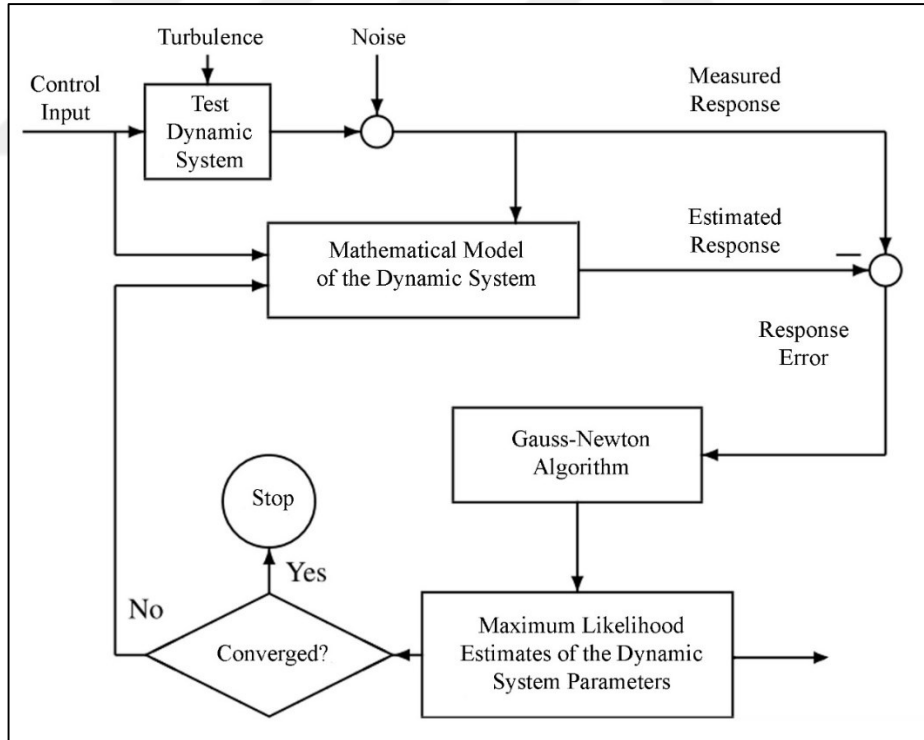 Turbulence
Noise
Control
Input
Test
Dynamic
System
Measured
Response
Mathematical Model
of the Dynamic System
Estimated
Response
–
Response
Error
Gauss-Newton
Algorithm
Stop
Yes
No
Converged?
Maximum Likelihood
Estimates of the Dynamic
System Parameters